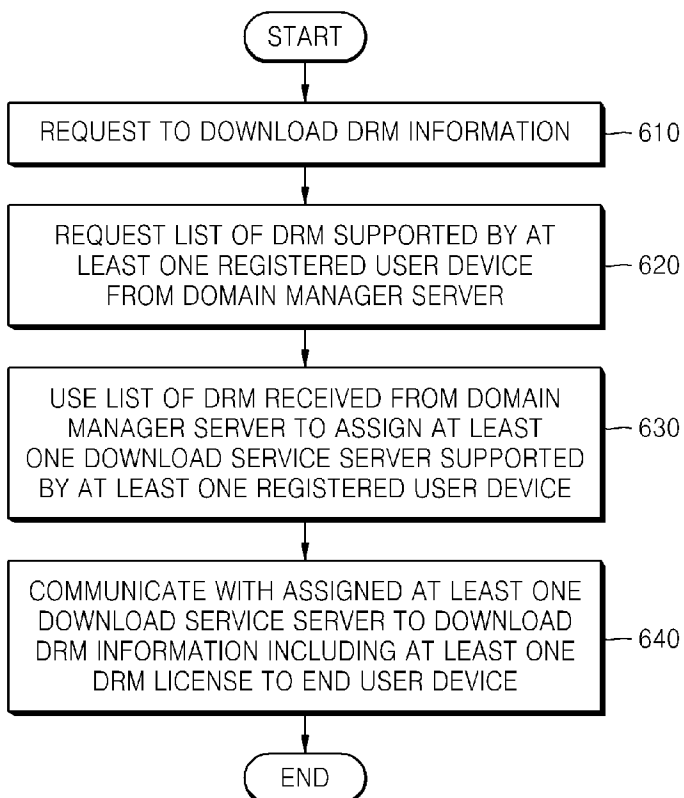 START
REQUEST TO DOWNLOAD DRM INFORMATION
610
REQUEST LIST OF DRM SUPPORTED BY AT
LEAST ONE REGISTERED USER DEVICE
FROM DOMAIN MANAGER SERVER
620
USE LIST OF DRM RECEIVED FROM DOMAIN
MANAGER SERVER TO ASSIGN AT LEAST
ONE DOWNLOAD SERVICE SERVER SUPPORTED
BY AT LEAST ONE REGISTERED USER DEVICE
630
COMMUNICATE WITH ASSIGNED AT LEAST ONE
DOWNLOAD SERVICE SERVER TO DOWNLOAD
DRM INFORMATION INCLUDING AT LEAST ONE
DRM LICENSE TO END USER DEVICE
640
END